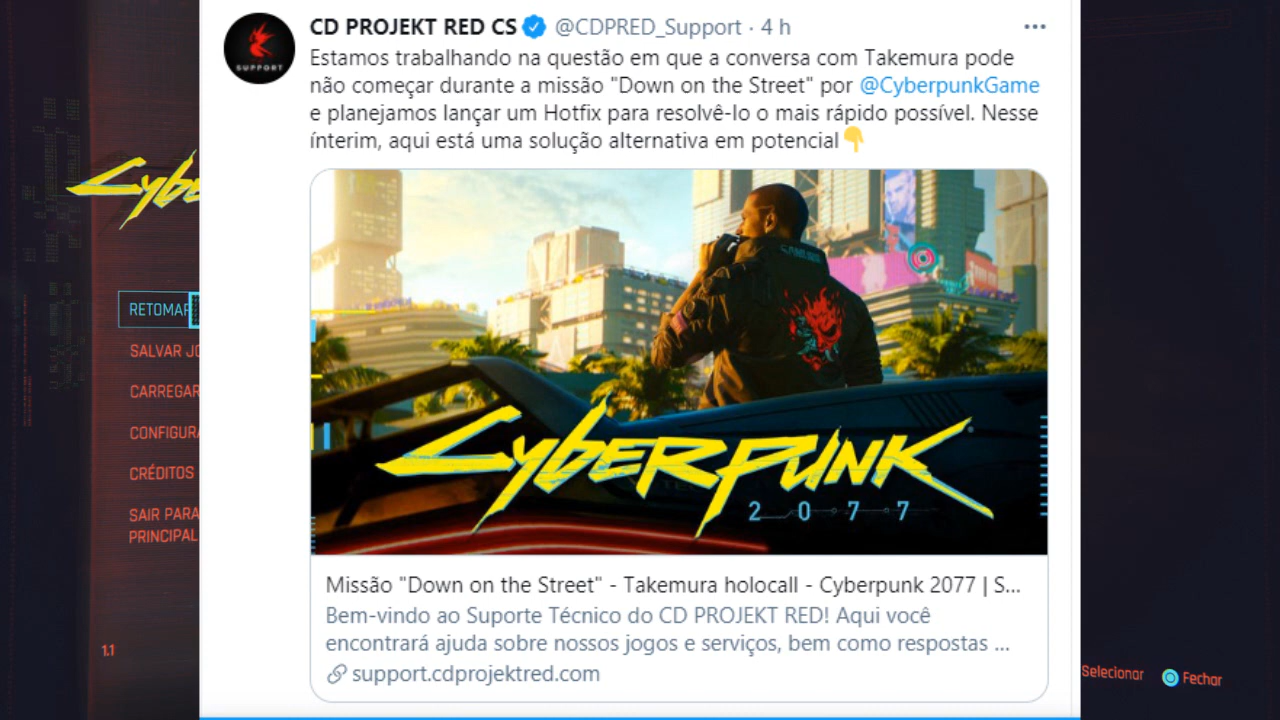 CD PROJEKT RED CS @CDPRED_Support · 4 h
Estamos trabalhando na questão em que a conversa com Takemura pode
não começar durante a missão "Down on the Street" por @CyberpunkGame
e planejamos lançar um Hotfix para resolvê-lo o mais rápido possível. Nesse
ínterim, aqui está uma solução alternativa em potencial👇
SUPPORT
Cybe
RETOMAR
SALVAR JO
CARREGAR
CONFIGURA
CRÉDITOS
SAIR PARA
PRINCIPAL
1.1
CYBERPUNK
2077
Missão "Down on the Street" - Takemura holocall - Cyberpunk 2077 | S...
Bem-vindo ao Suporte Técnico do CD PROJEKT RED! Aqui você
encontrará ajuda sobre nossos jogos e serviços, bem como respostas ...
support.cdprojektred.com
Selecionar
Fechar